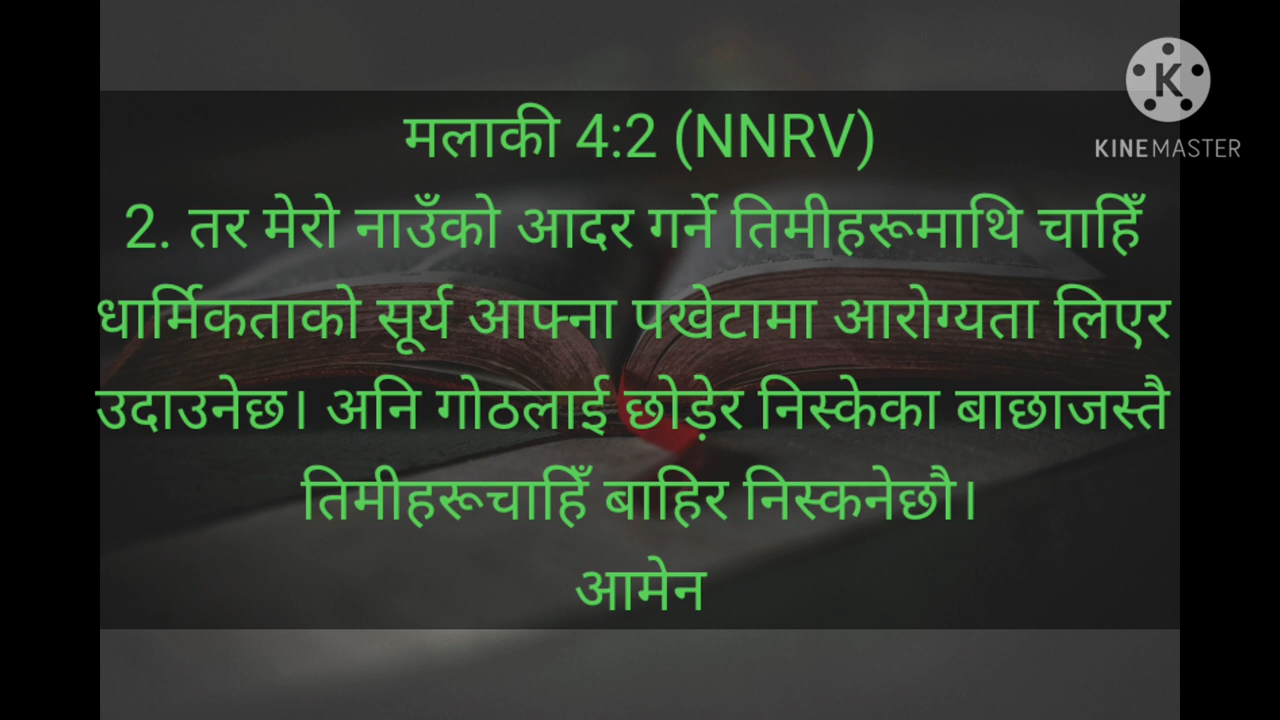 मलाकी 4:2 (NNRV)
2. तर मेरो नाउँको आदर गर्ने तिमीहरूमाथि चाहिँ
धार्मिकताको सूर्य आफ्ना पखेटामा आरोग्यता लिएर
उदाउनेछ। अनि गोठलाई छोड़ेर निस्केका बाछाजस्तै
तिमीहरूचाहिँ बाहिर निस्कनेछौ।
आमेन
K
KINEMASTER